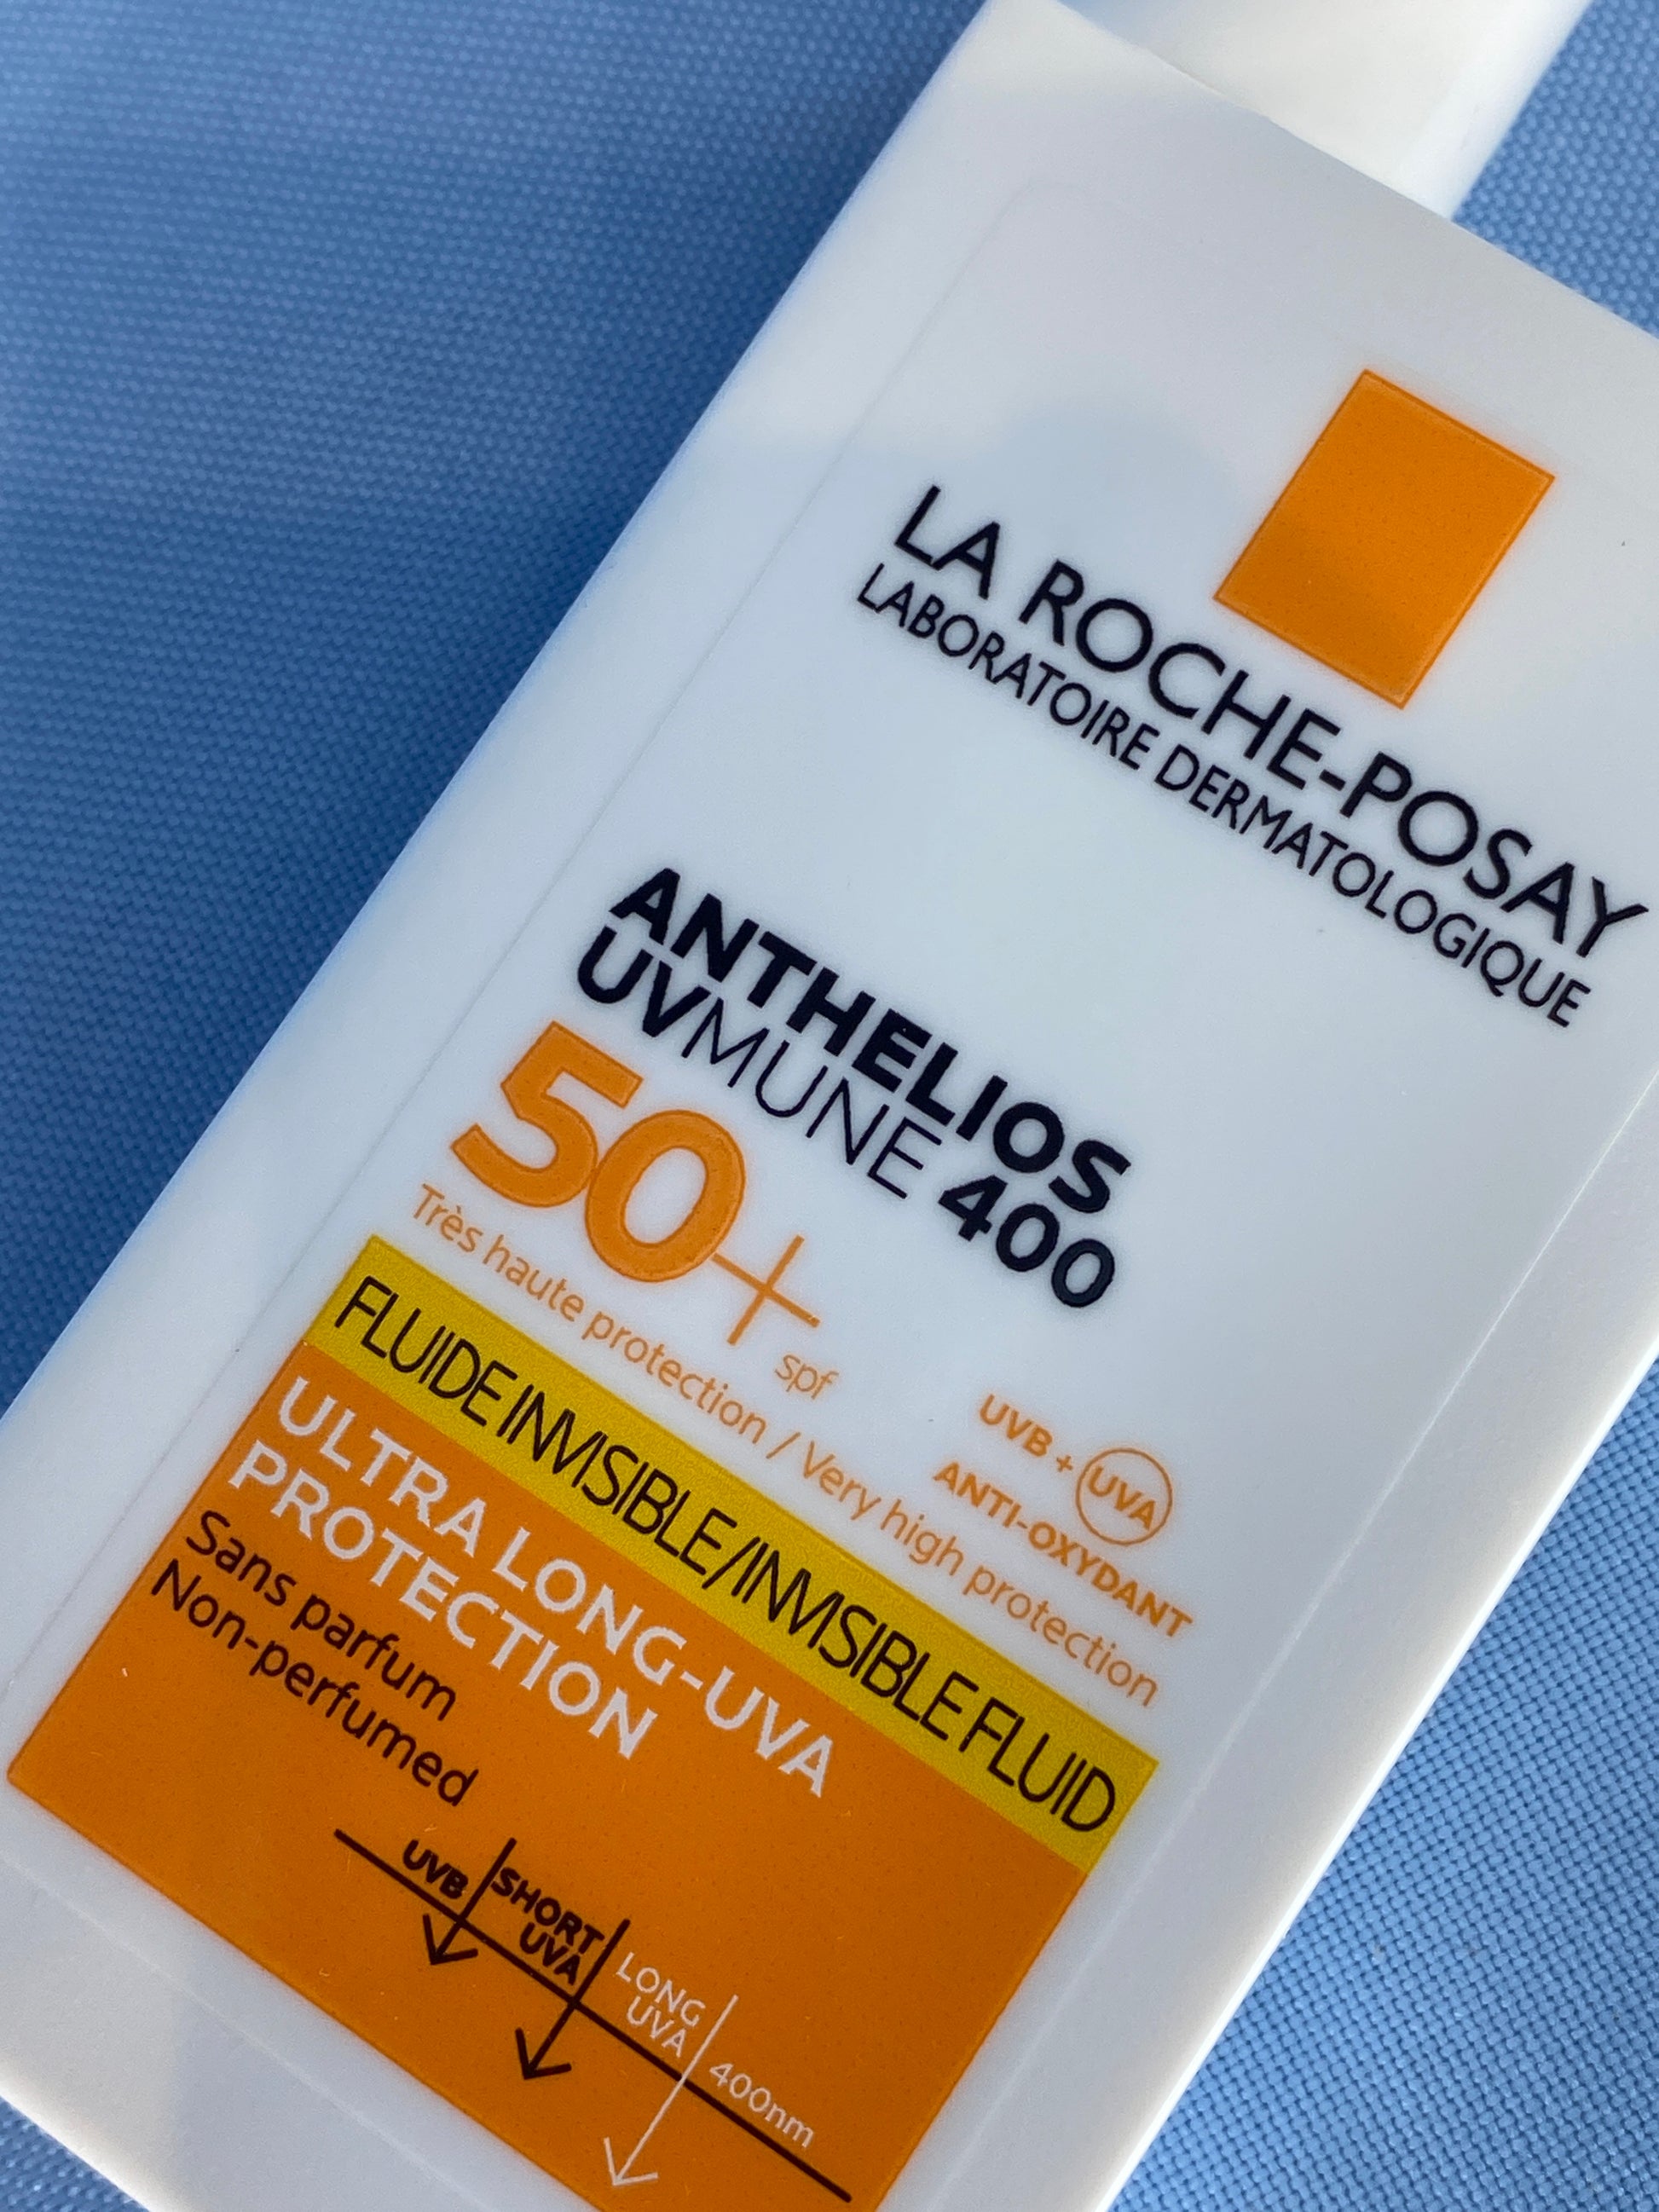 LA ROCHE-POSAY
LABORATOIRE DERMATOLOGIQUE
ANTHELIOS
UVMUNE 400
50+ spf
UVB + UVA
ANTI-OXYDANT
Très haute protection / Very high protection
FLUIDE INVISIBLE/INVISIBLE FLUID
ULTRA LONG-UVA
PROTECTION
Sans parfum
Non-perfumed
UVB
SHORT
UVA
LONG
UVA
400nm